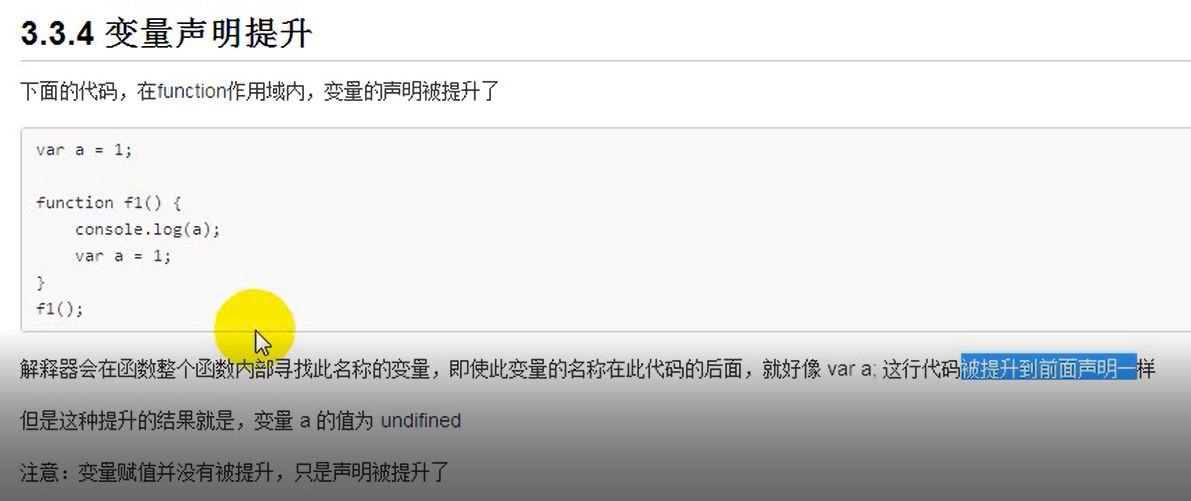 3.3.4 变量声明提升
下面的代码，在function作用域内，变量的声明被提升了
var a = 1;
function f1() {
console.log(a);
var a = 1;
}
f1();
解释器会在函数整个函数内部寻找此名称的变量，即使此变量的名称在此代码的后面，就好像 var a; 这行代码被提升到前面声明一样
但是这种提升的结果就是，变量 a 的值为 undifined
注意：变量赋值并没有被提升，只是声明被提升了